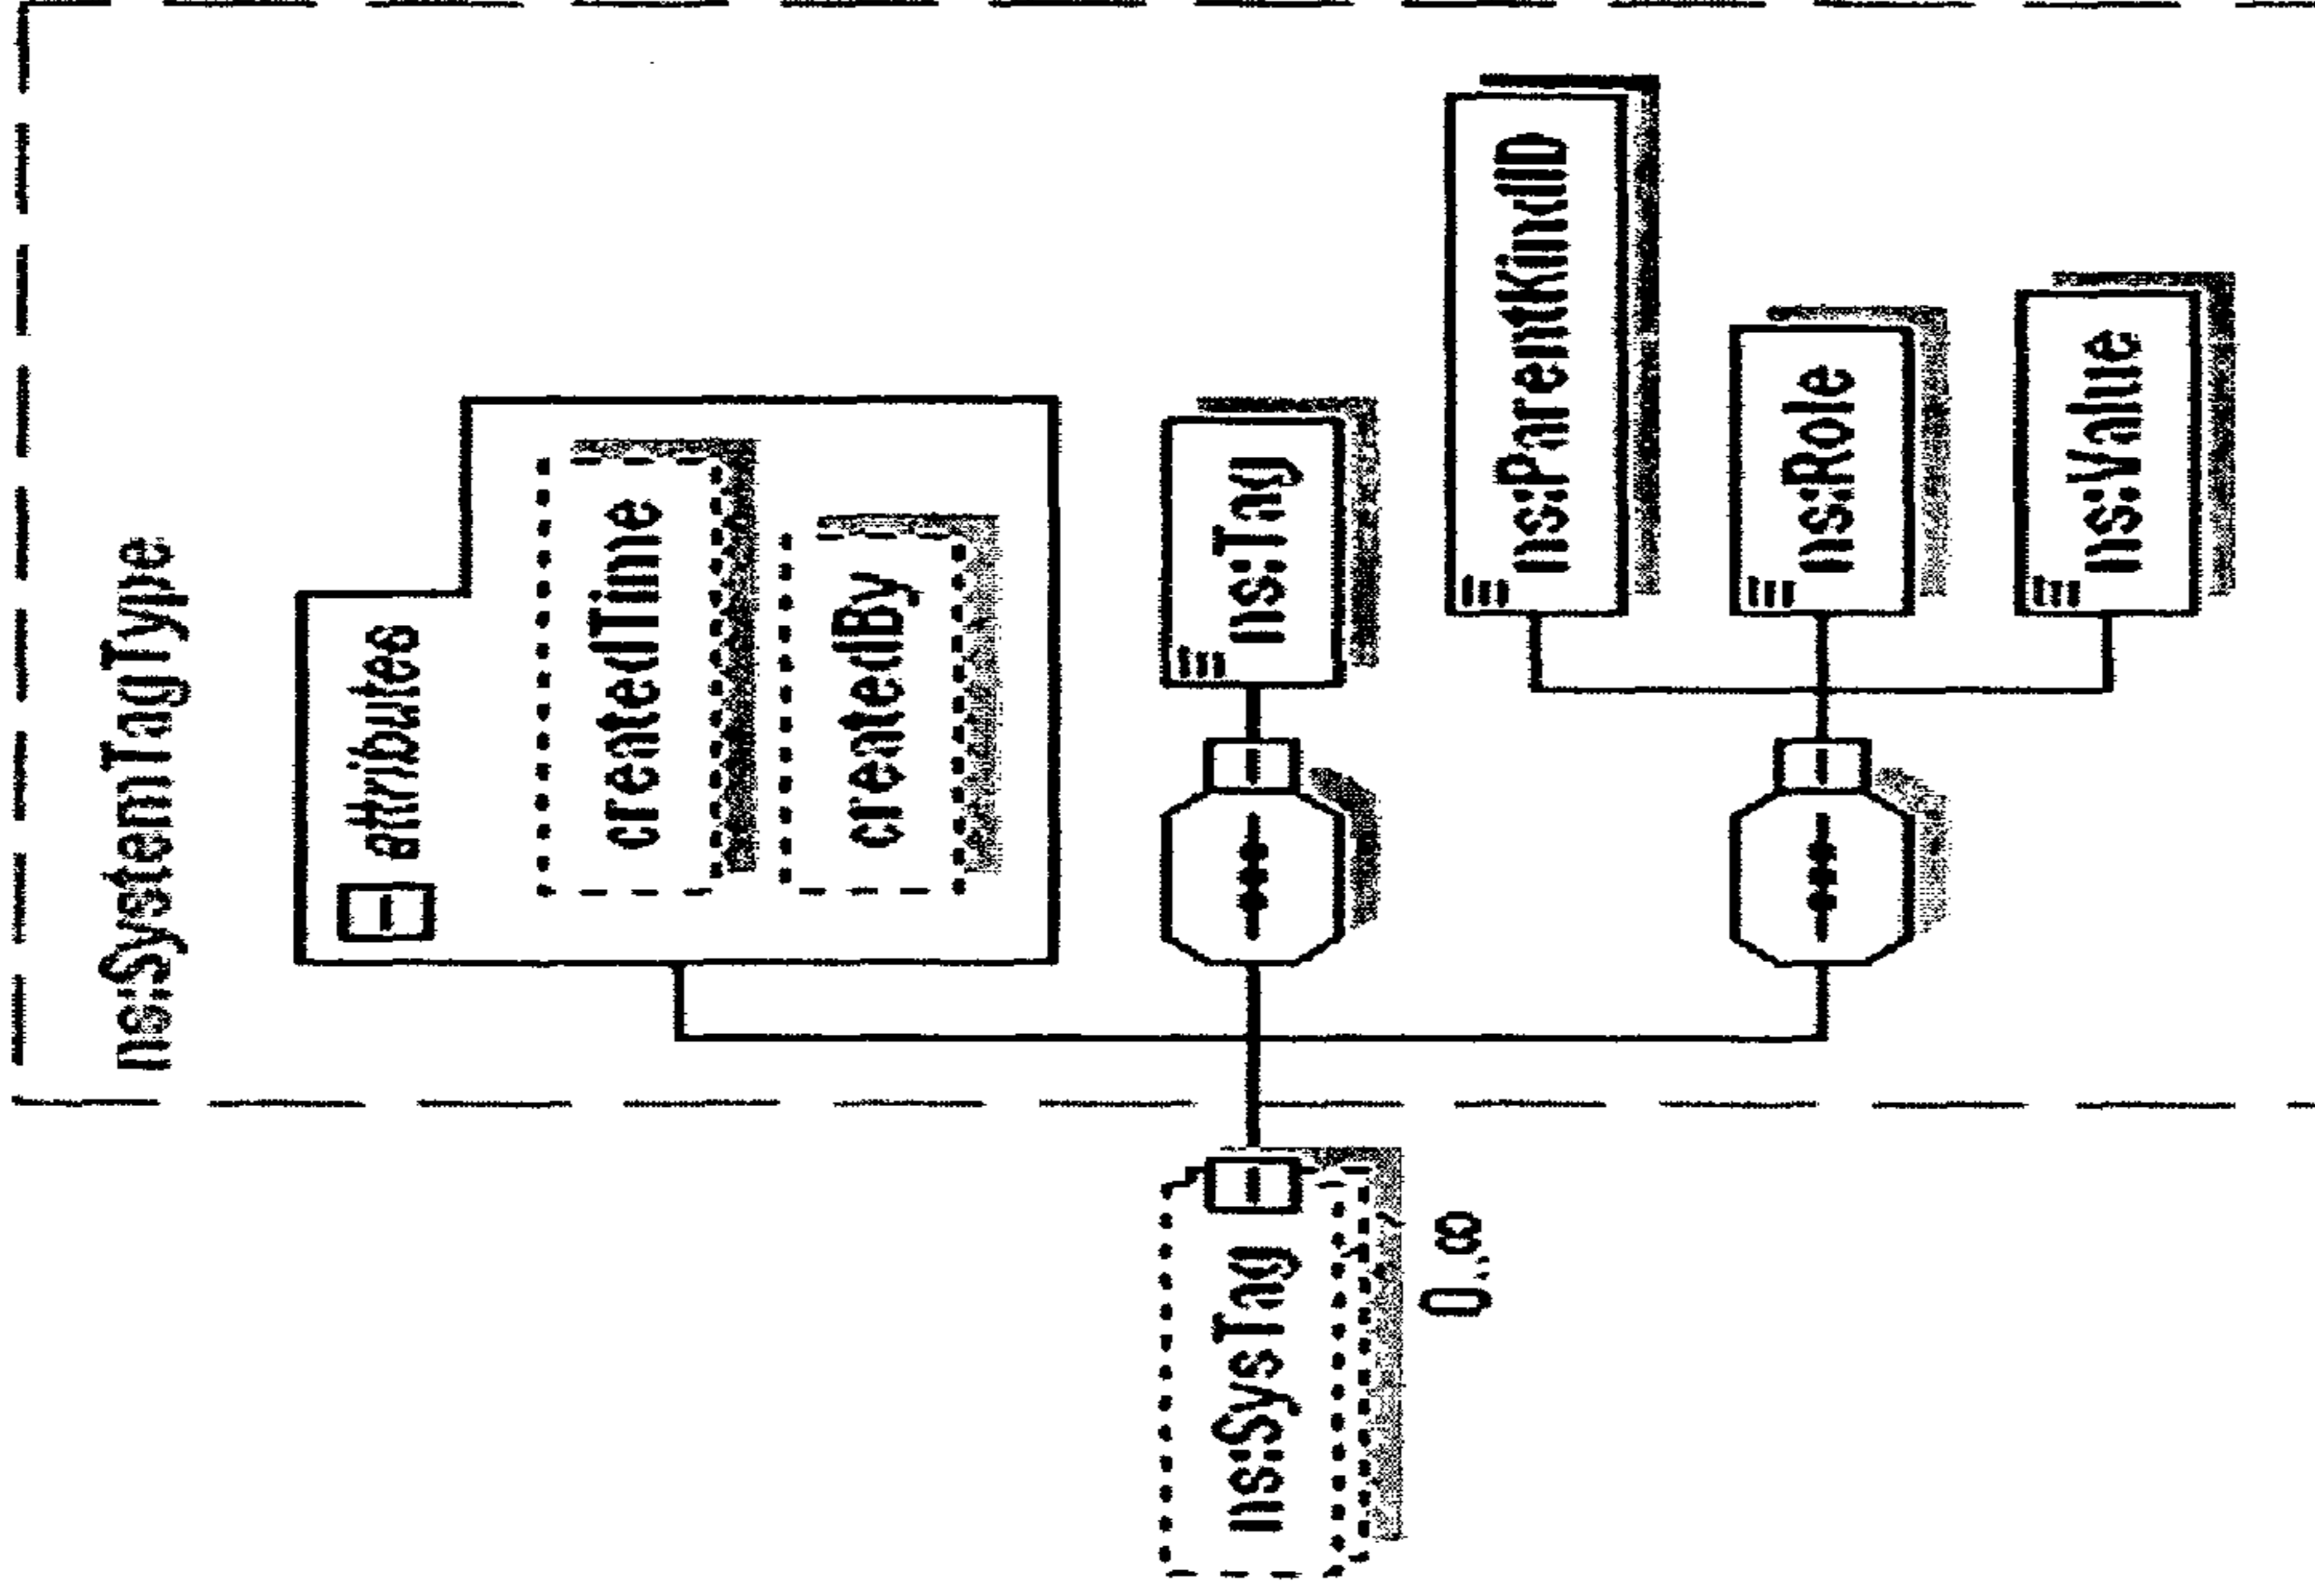 ns:SystemTagType
attributes
createdTime
createdBy
ns:SysTag
0..∞
ns:Tag
ns:ParentKindID
ns:Role
ns:Value